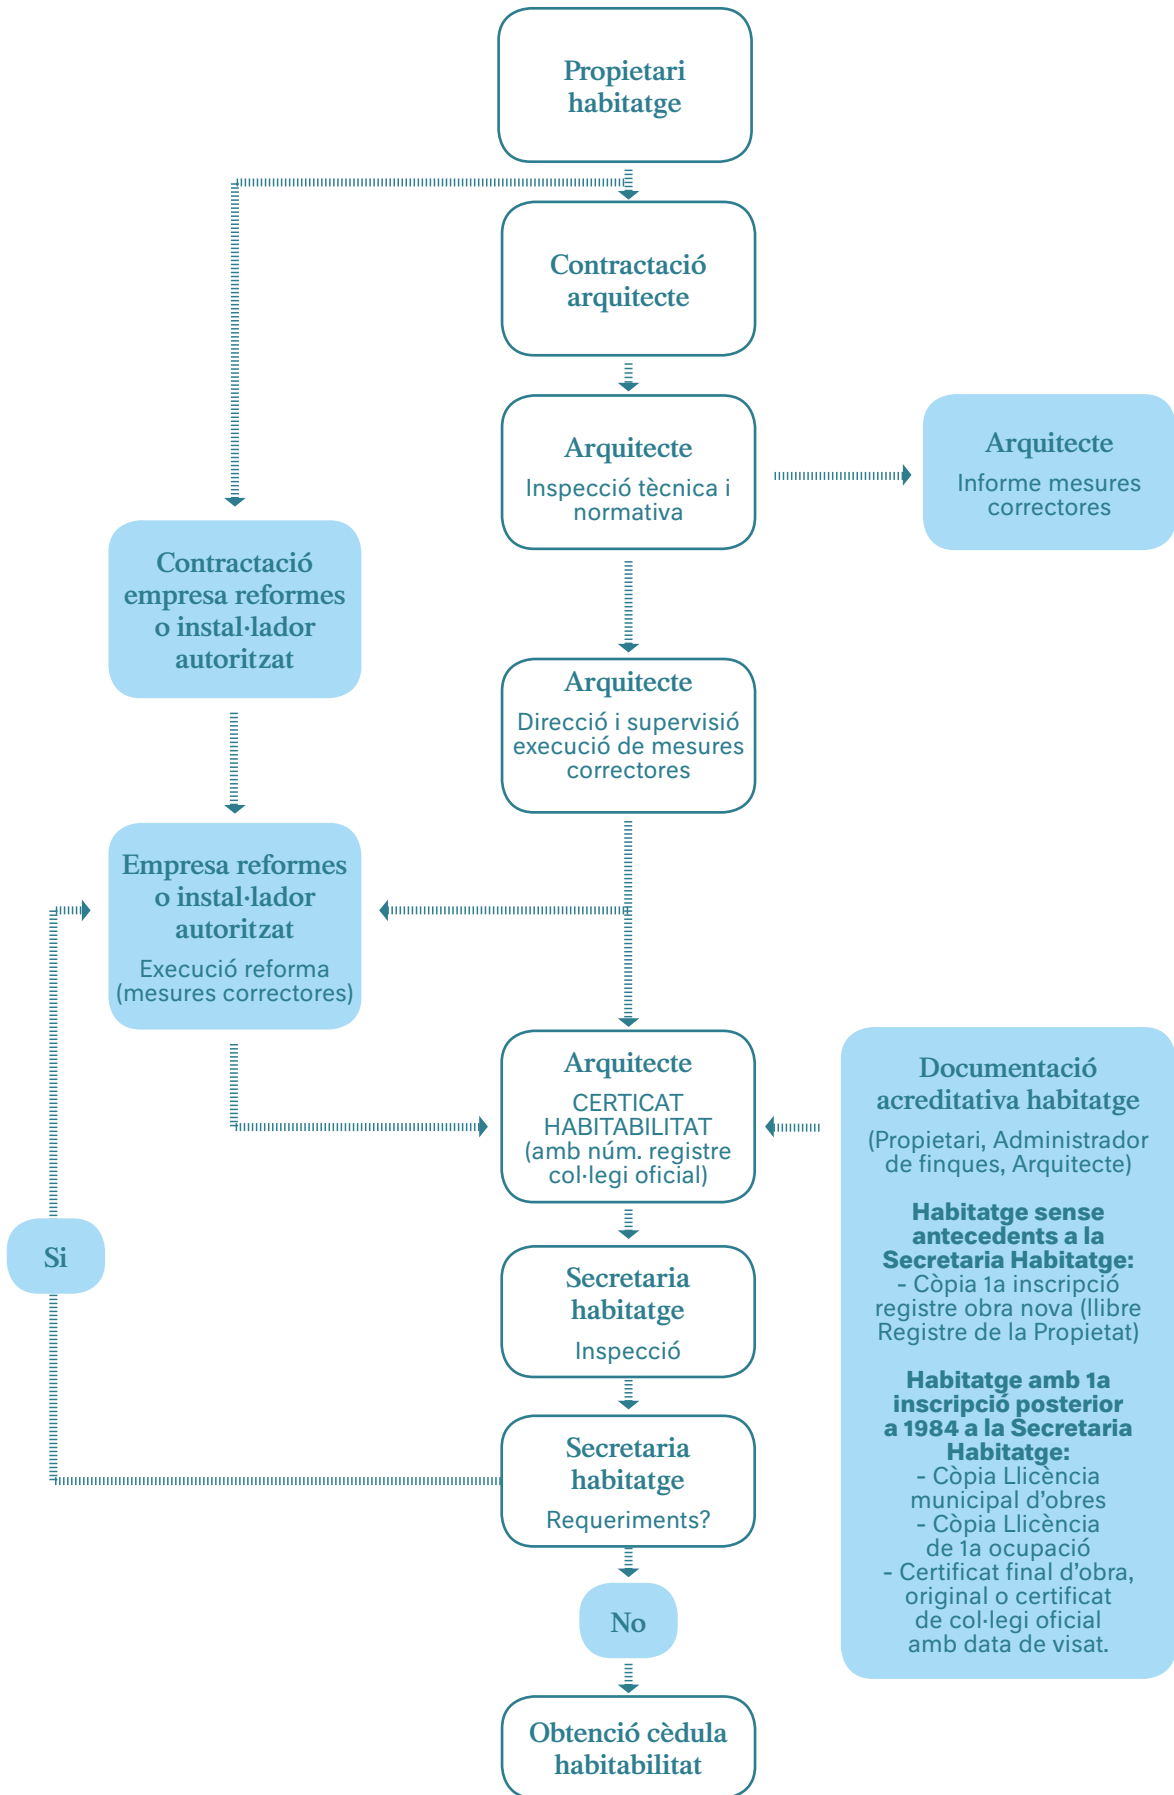 Propietari
habitatge
Contractació
arquitecte
Arquitecte
Inspecció tècnica i
normativa
Arquitecte
Informe mesures
correctores
Contractació
empresa reformes
o instal·lador
autoritzat
Arquitecte
Direcció i supervisió
execució de mesures
correctores
Empresa reformes
o instal·lador
autoritzat
Execució reforma
(mesures correctores)
Arquitecte
CERTICAT
HABITABILITAT
(amb núm. registre
col·legi oficial)
Documentació
acreditativa habitatge
(Propietari, Administrador
de finques, Arquitecte)
Habitatge sense
antecedents a la
Secretaria Habitatge:
- Còpia 1a inscripció
registre obra nova (llibre
Registre de la Propietat)
Habitatge amb 1a
inscripció posterior
a 1984 a la Secretaria
Habitatge:
- Còpia Llicència
municipal d'obres
- Còpia Llicència
de 1a ocupació
- Certificat final d'obra,
original o certificat
de col·legi oficial
amb data de visat.
Si
Secretaria
habitatge
Inspecció
Secretaria
habitatge
Requeriments?
No
Obtenció cèdula
habitabilitat